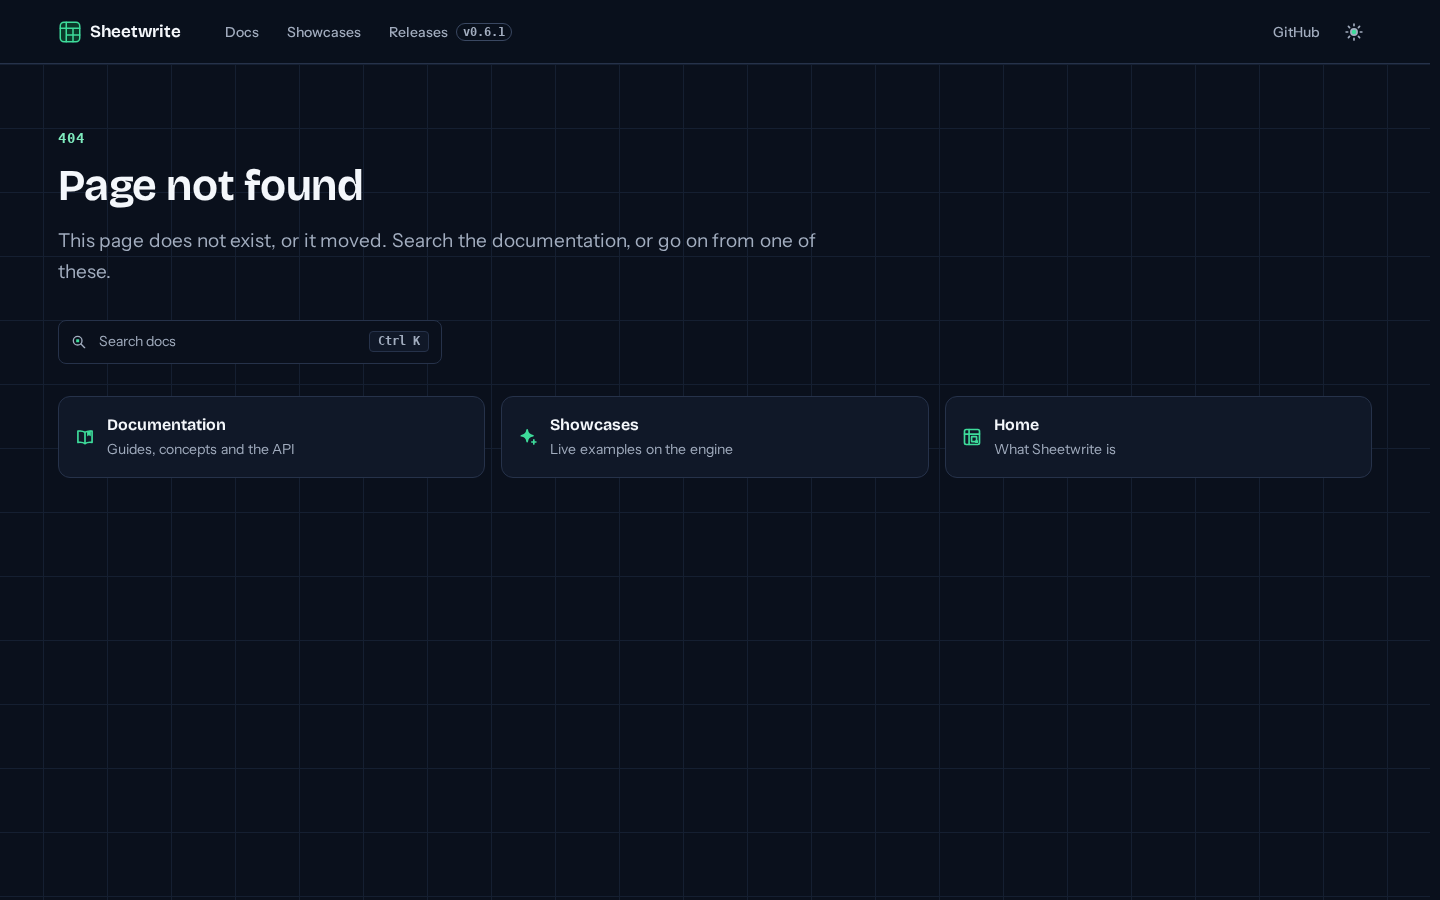 Sheetwrite Docs Showcases Releases v0.6.1 GitHub
404
Page not found
This page does not exist, or it moved. Search the documentation, or go on from one of
these.
Search docs Ctrl K
Documentation
Guides, concepts and the API
Showcases
Live examples on the engine
Home
What Sheetwrite is